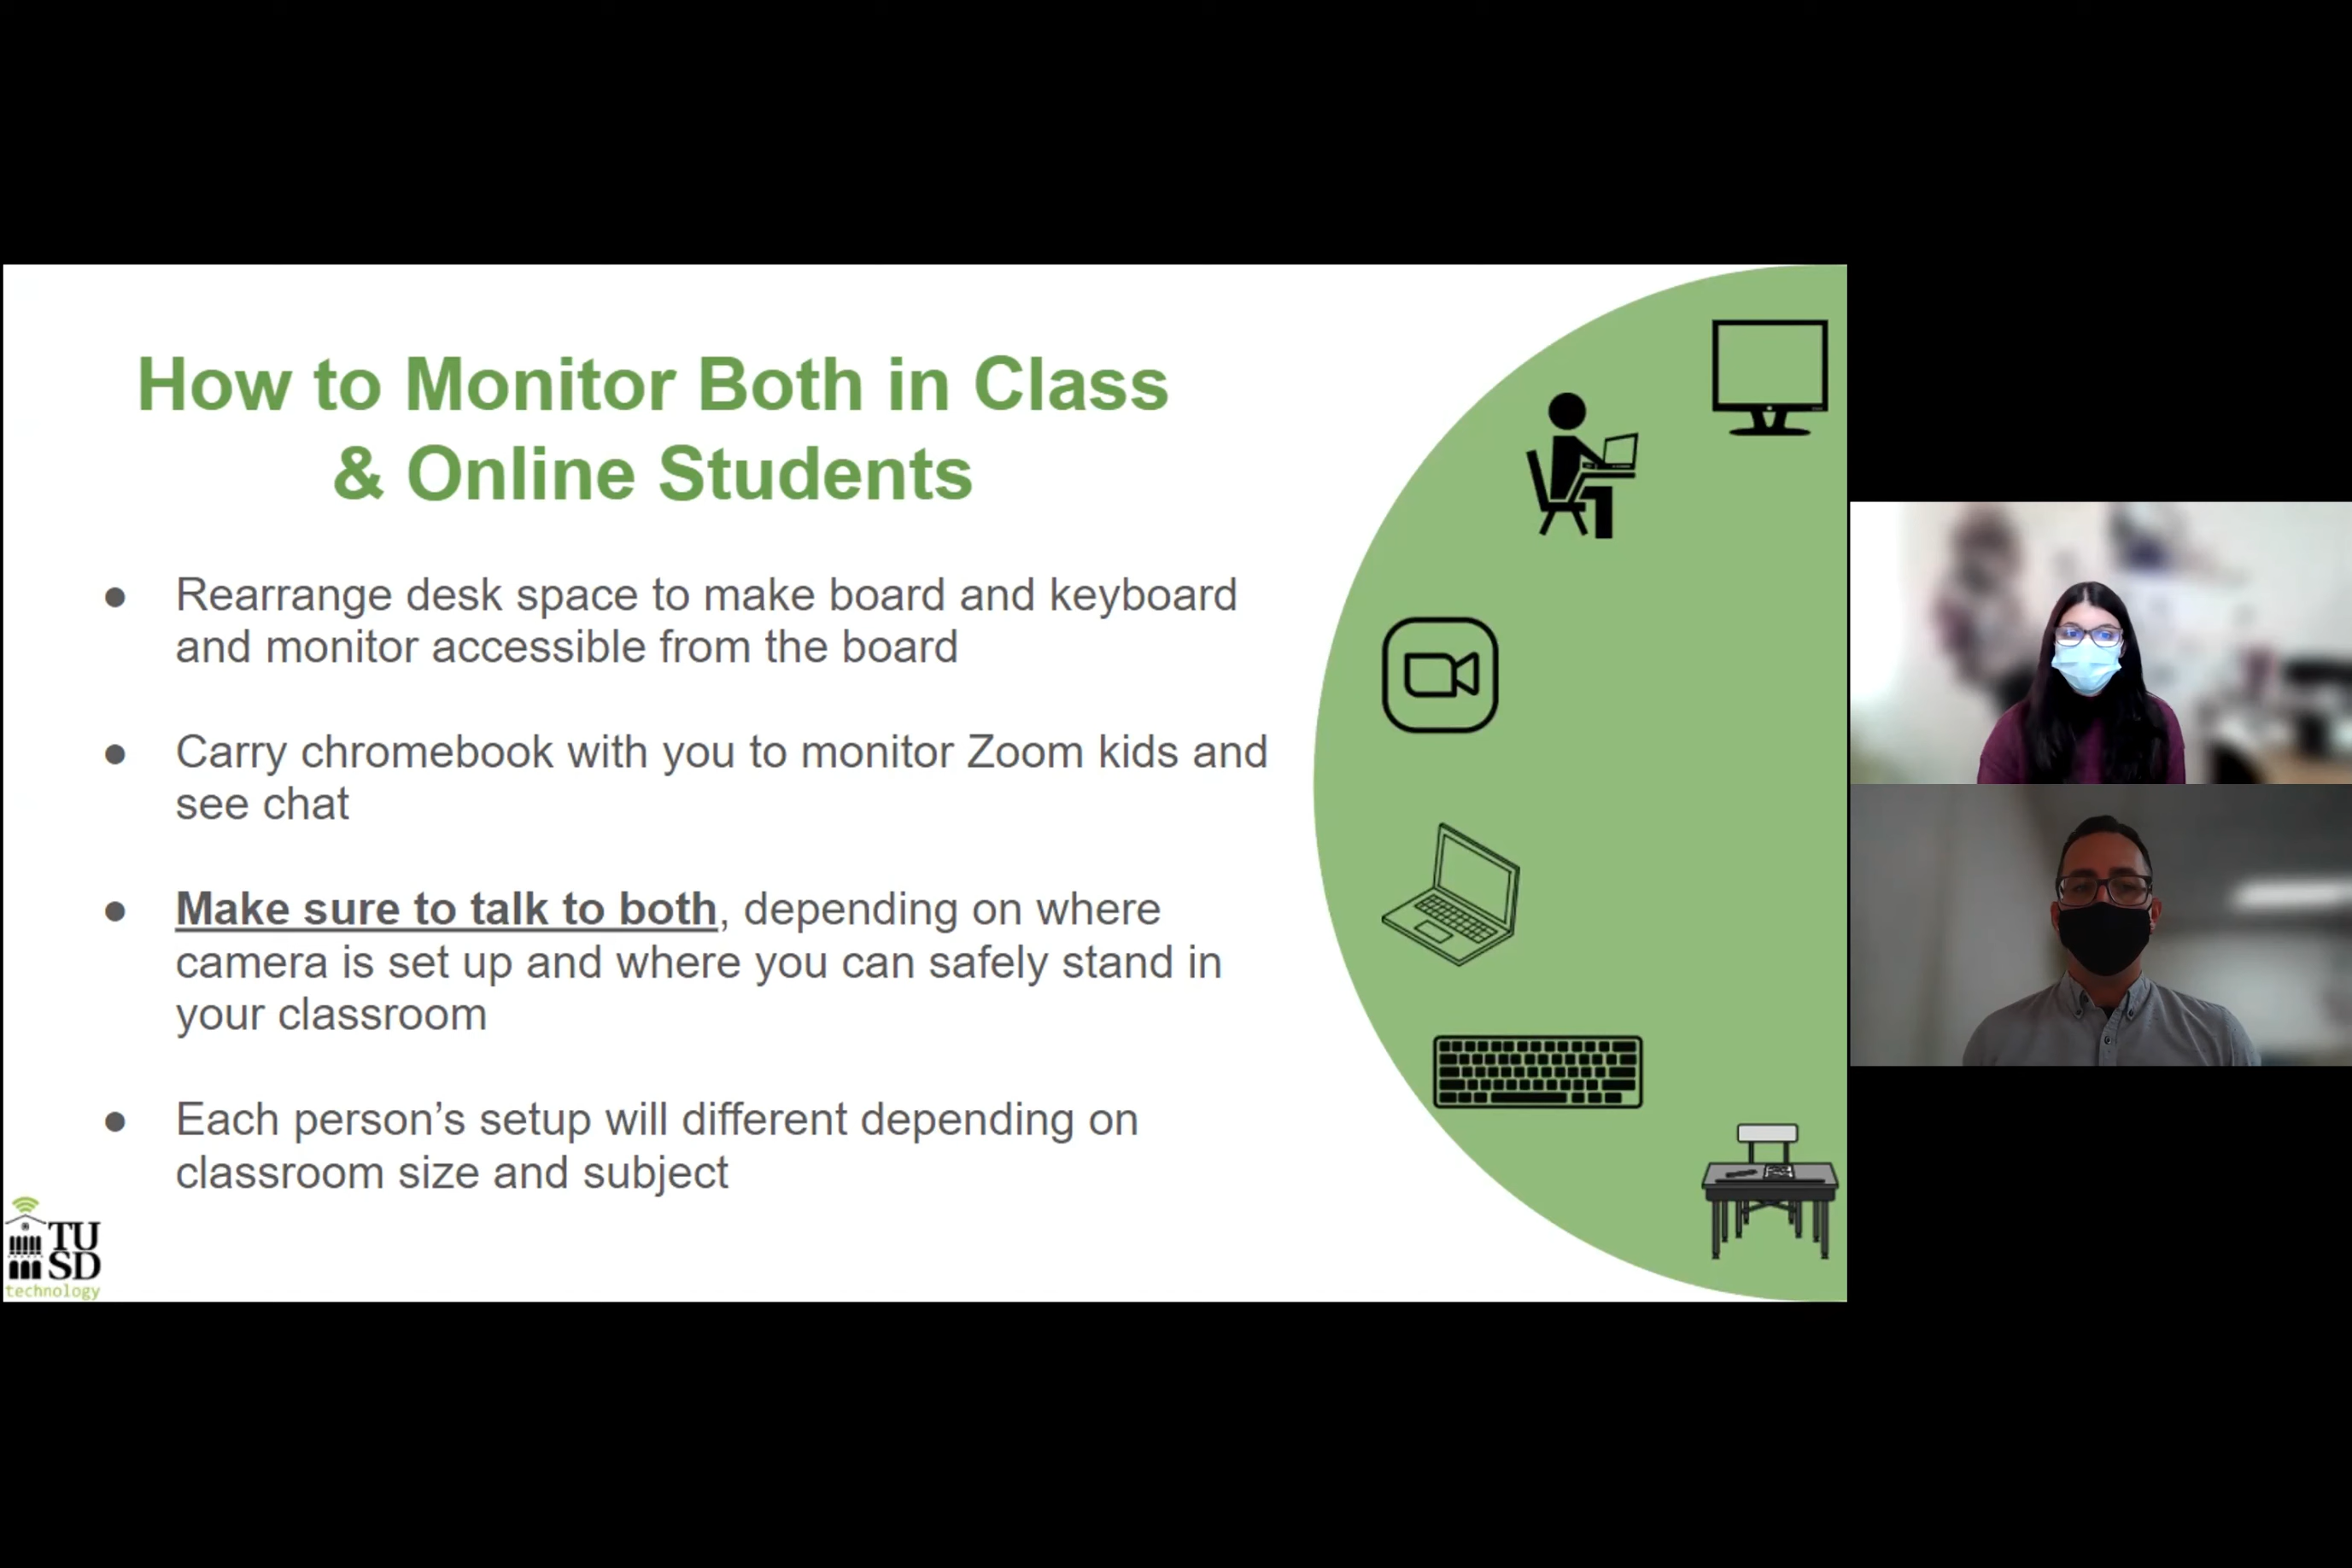 How to Monitor Both in Class
& Online Students
● Rearrange desk space to make board and keyboard
and monitor accessible from the board
● Carry chromebook with you to monitor Zoom kids and
see chat
● Make sure to talk to both, depending on where
camera is set up and where you can safely stand in
your classroom
● Each person’s setup will different depending on
classroom size and subject
TU
SD
technology